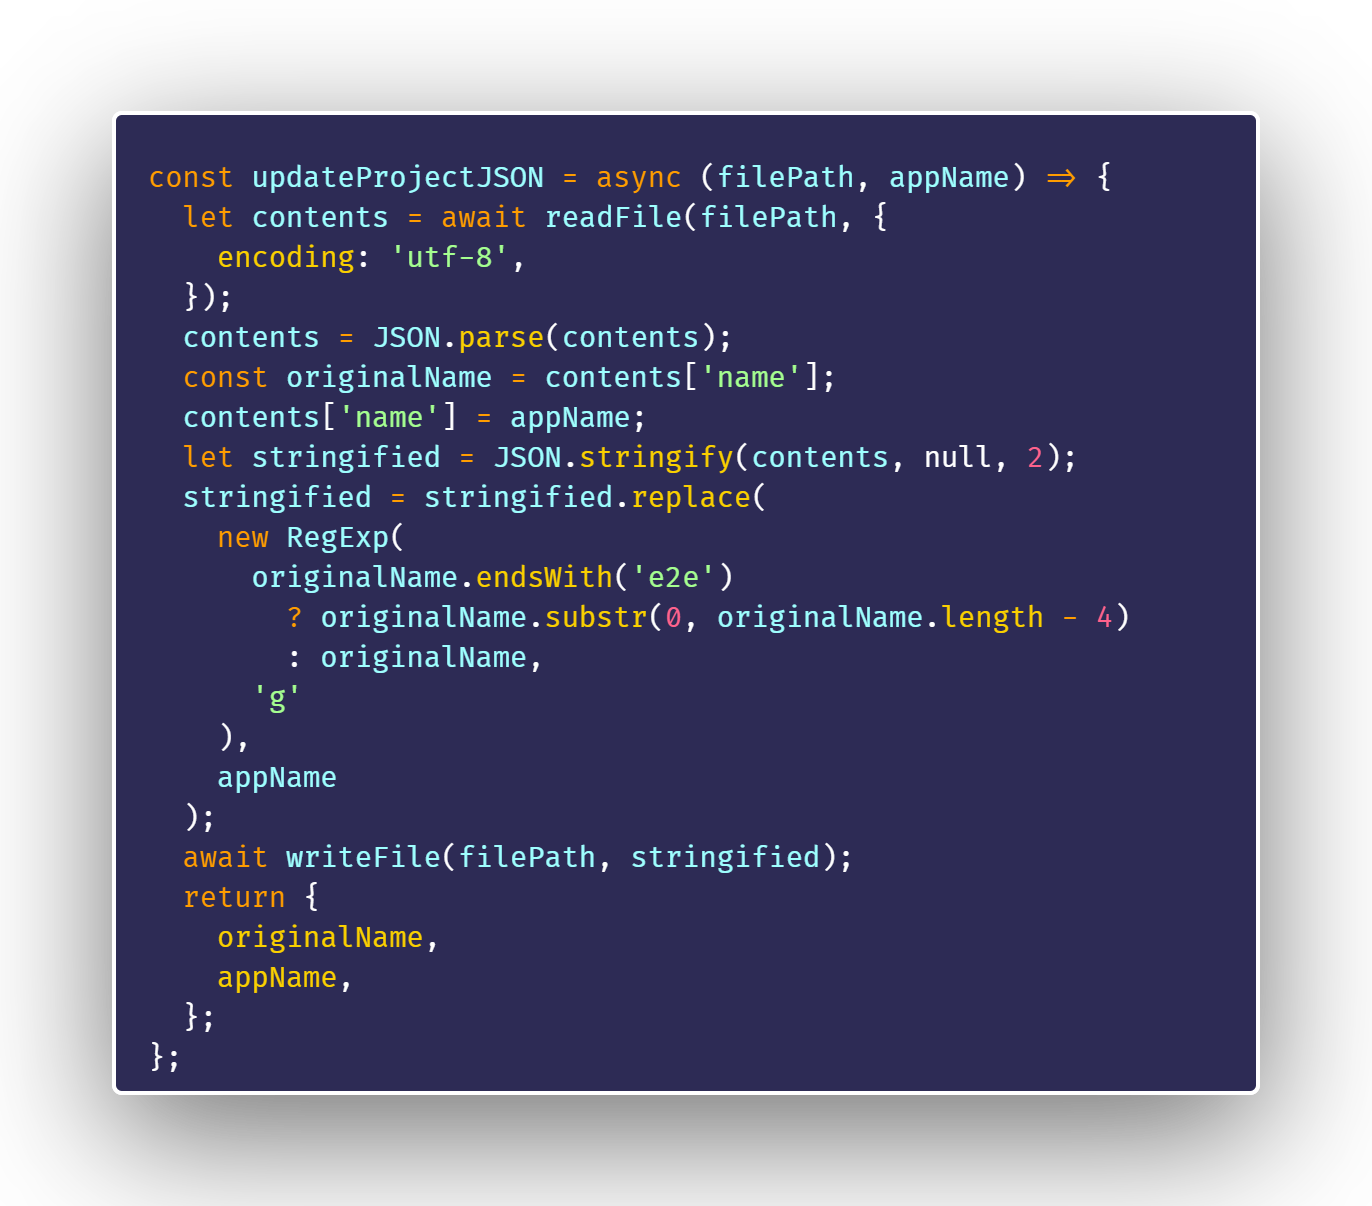 const updateProjectJSON = async (filePath, appName) => {
  let contents = await readFile(filePath, {
    encoding: 'utf-8',
  });
  contents = JSON.parse(contents);
  const originalName = contents['name'];
  contents['name'] = appName;
  let stringified = JSON.stringify(contents, null, 2);
  stringified = stringified.replace(
    new RegExp(
      originalName.endsWith('e2e')
        ? originalName.substr(0, originalName.length - 4)
        : originalName,
      'g'
    ),
    appName
  );
  await writeFile(filePath, stringified);
  return {
    originalName,
    appName,
  };
};